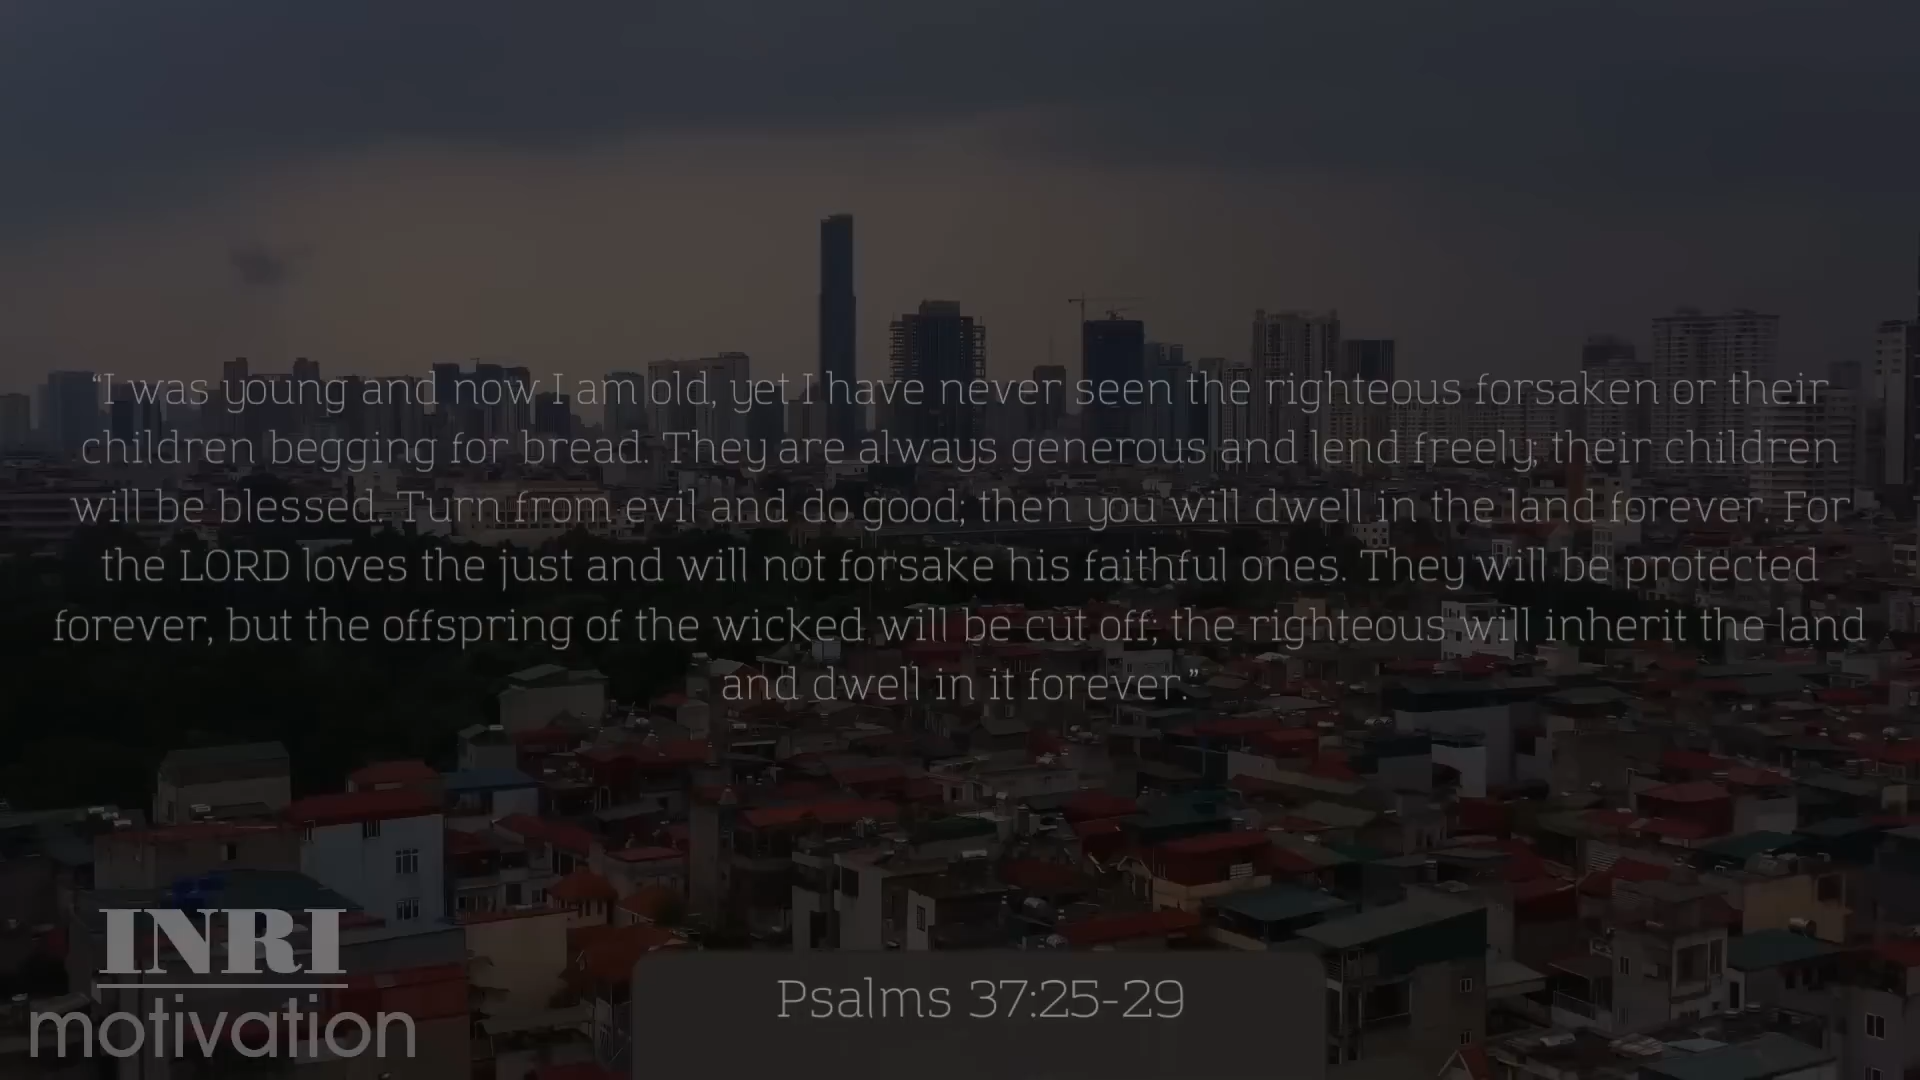 “I was young and now I am old, yet I have never seen the righteous forsaken or their
children begging for bread. They are always generous and lend freely; their children
will be blessed. Turn from evil and do good; then you will dwell in the land forever. For
the LORD loves the just and will not forsake his faithful ones. They will be protected
forever, but the offspring of the wicked will be cut off; the righteous will inherit the land
and dwell in it forever.”
INRI
motivation
Psalms 37:25-29